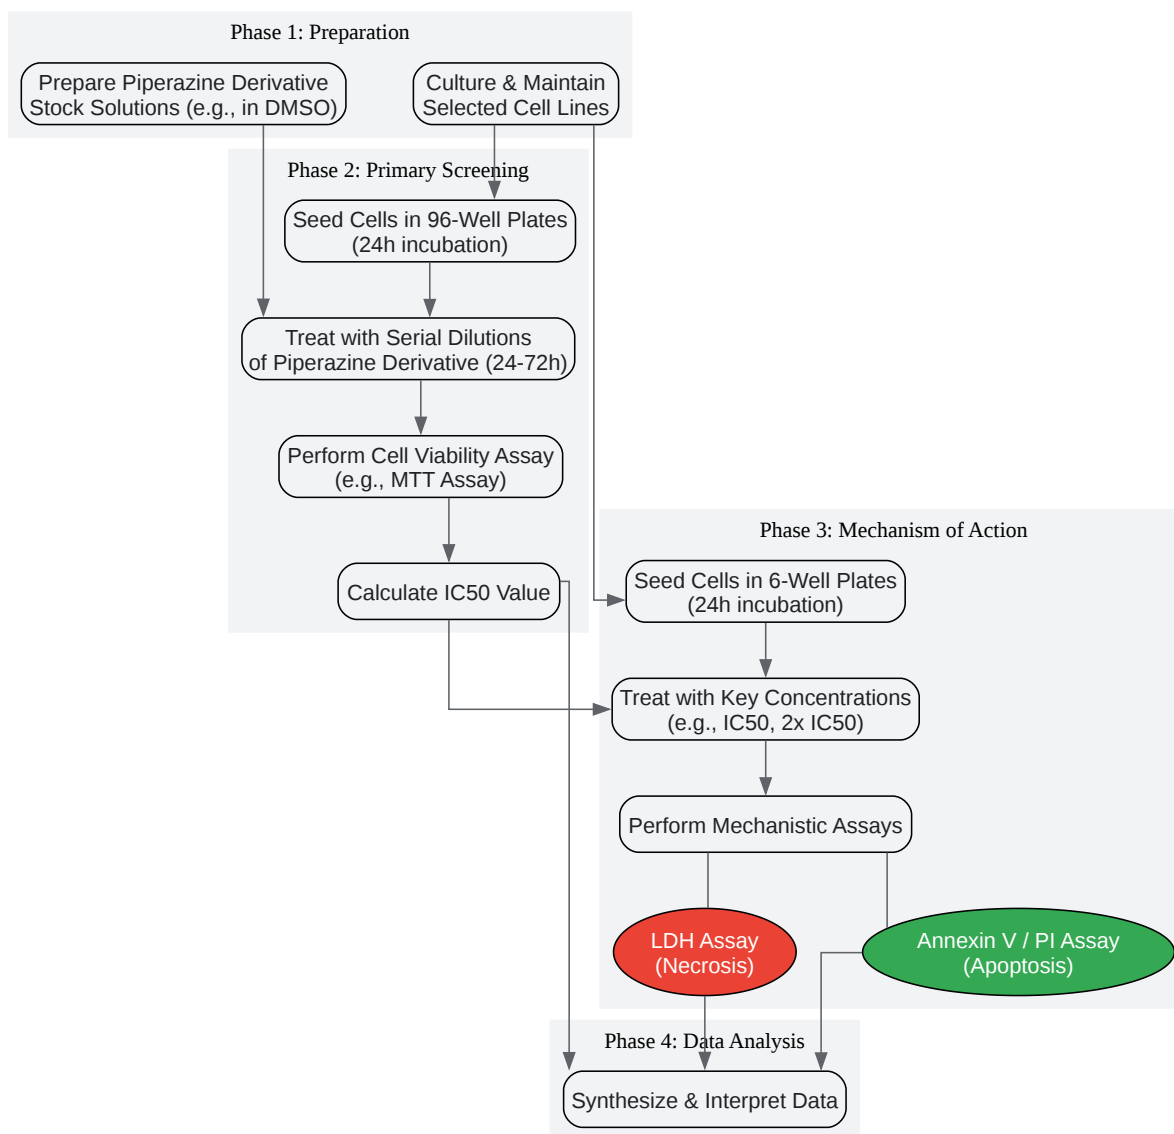 Phase 1: Preparation
Prepare Piperazine Derivative
Stock Solutions (e.g., in DMSO)
Culture & Maintain
Selected Cell Lines
Phase 2: Primary Screening
Seed Cells in 96-Well Plates
(24h incubation)
Treat with Serial Dilutions
of Piperazine Derivative (24-72h)
Perform Cell Viability Assay
(e.g., MTT Assay)
Calculate IC50 Value
Phase 3: Mechanism of Action
Seed Cells in 6-Well Plates
(24h incubation)
Treat with Key Concentrations
(e.g., IC50, 2x IC50)
Perform Mechanistic Assays
LDH Assay
(Necrosis)
Annexin V / PI Assay
(Apoptosis)
Phase 4: Data Analysis
Synthesize & Interpret Data